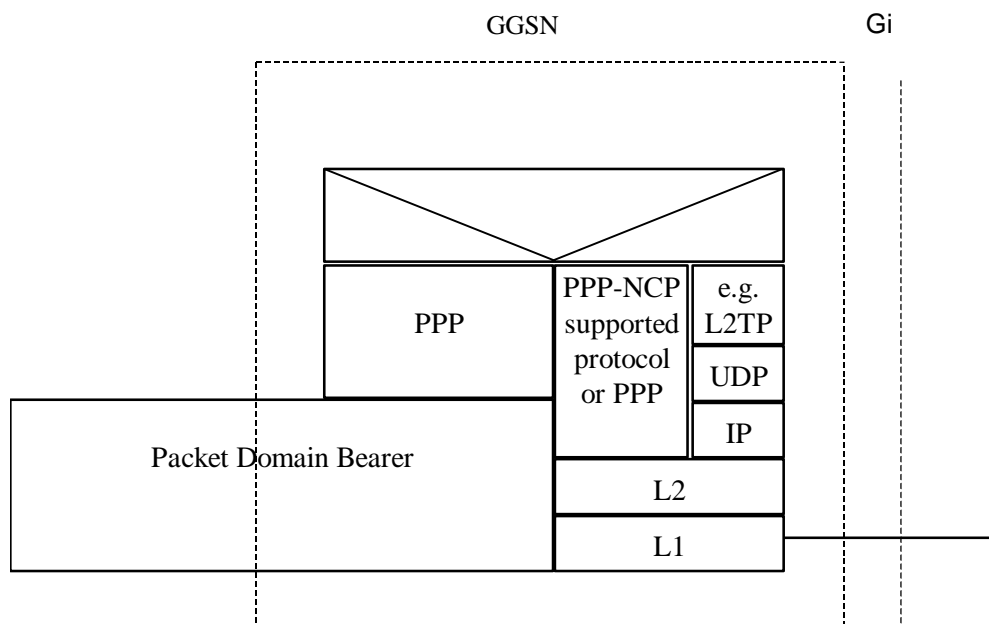 GGSN
Gi
PPP
PPP-NCP
supported
protocol
or PPP
e.g.
L2TP
UDP
IP
Packet Domain Bearer
L2
L1